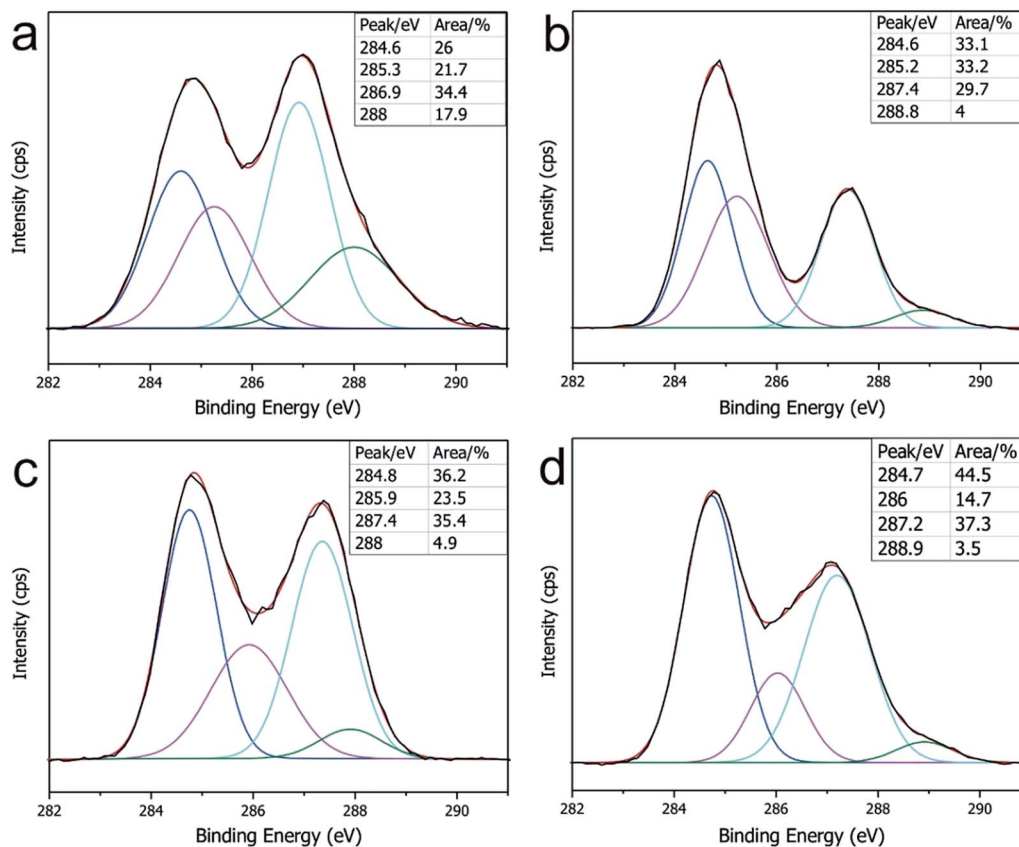 a
Peak/eV Area/%
284.6 26
285.3 21.7
286.9 34.4
288 17.9
Intensity (cps)
282 284 286 288 290
Binding Energy (eV)
b
Peak/eV Area/%
284.6 33.1
285.2 33.2
287.4 29.7
288.8 4
Intensity (cps)
282 284 286 288 290
Binding Energy (eV)
c
Peak/eV Area/%
284.8 36.2
285.9 23.5
287.4 35.4
288 4.9
Intensity (cps)
282 284 286 288 290
Binding Energy (eV)
d
Peak/eV Area/%
284.7 44.5
286 14.7
287.2 37.3
288.9 3.5
Intensity (cps)
282 284 286 288 290
Binding Energy (eV)